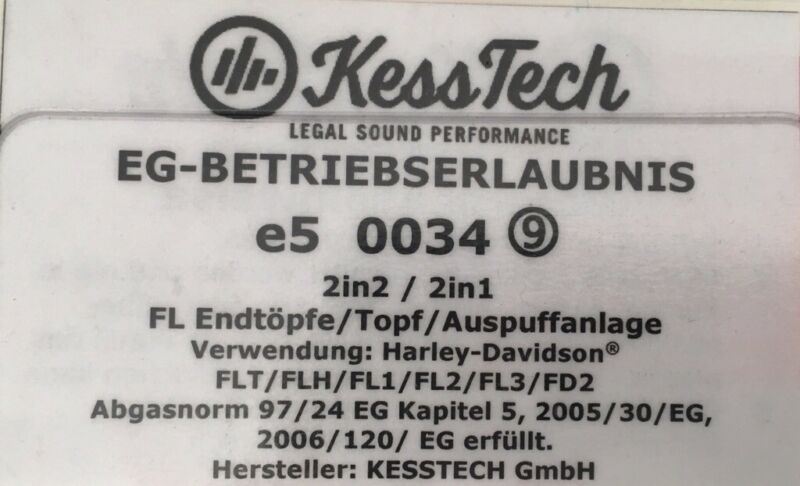 KessTech
LEGAL SOUND PERFORMANCE
EG-BETRIEBSERLAUBNIS
e5 0034 ⑨
2in2 / 2in1
FL Endtöpfe/Topf/Auspuffanlage
Verwendung: Harley-Davidson®
FLT/FLH/FL1/FL2/FL3/FD2
Abgasnorm 97/24 EG Kapitel 5, 2005/30/EG,
2006/120/ EG erfüllt.
Hersteller: KESSTECH GmbH